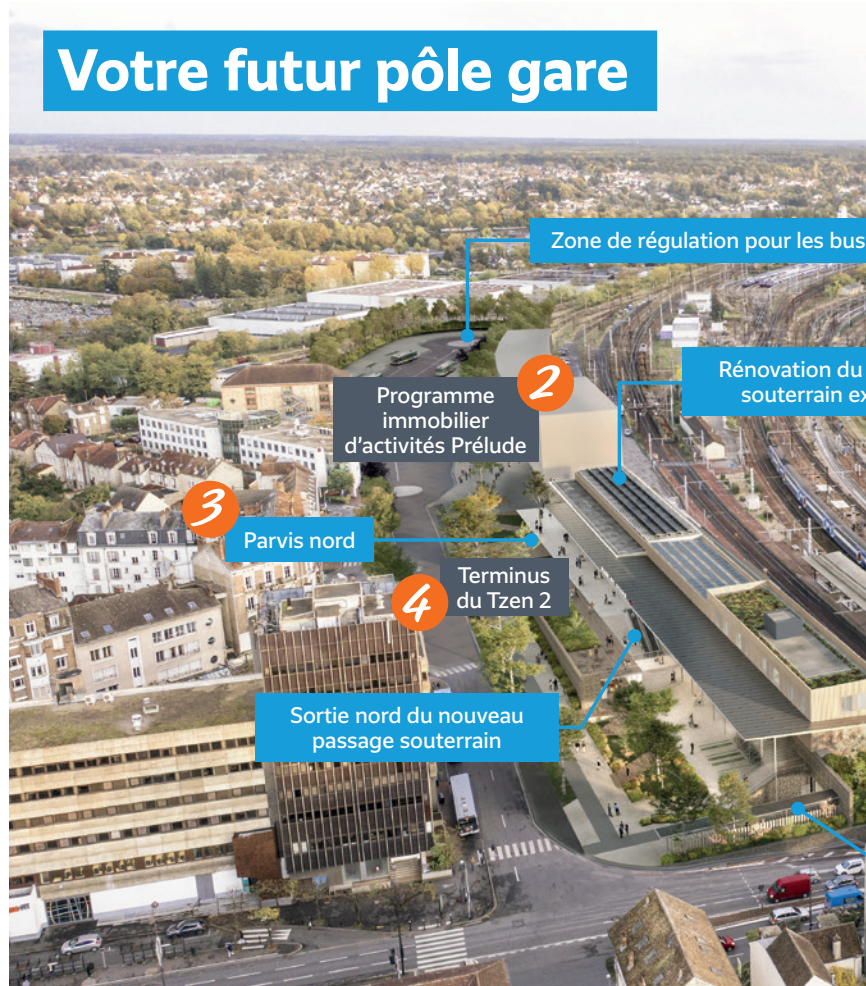 Votre futur pôle gare
Zone de régulation pour les bus
Rénovation du
souterrain ex
2
Programme
immobilier
d'activités Prélude
3
Parvis nord
4
Terminus
du Tzen 2
Sortie nord du nouveau
passage souterrain